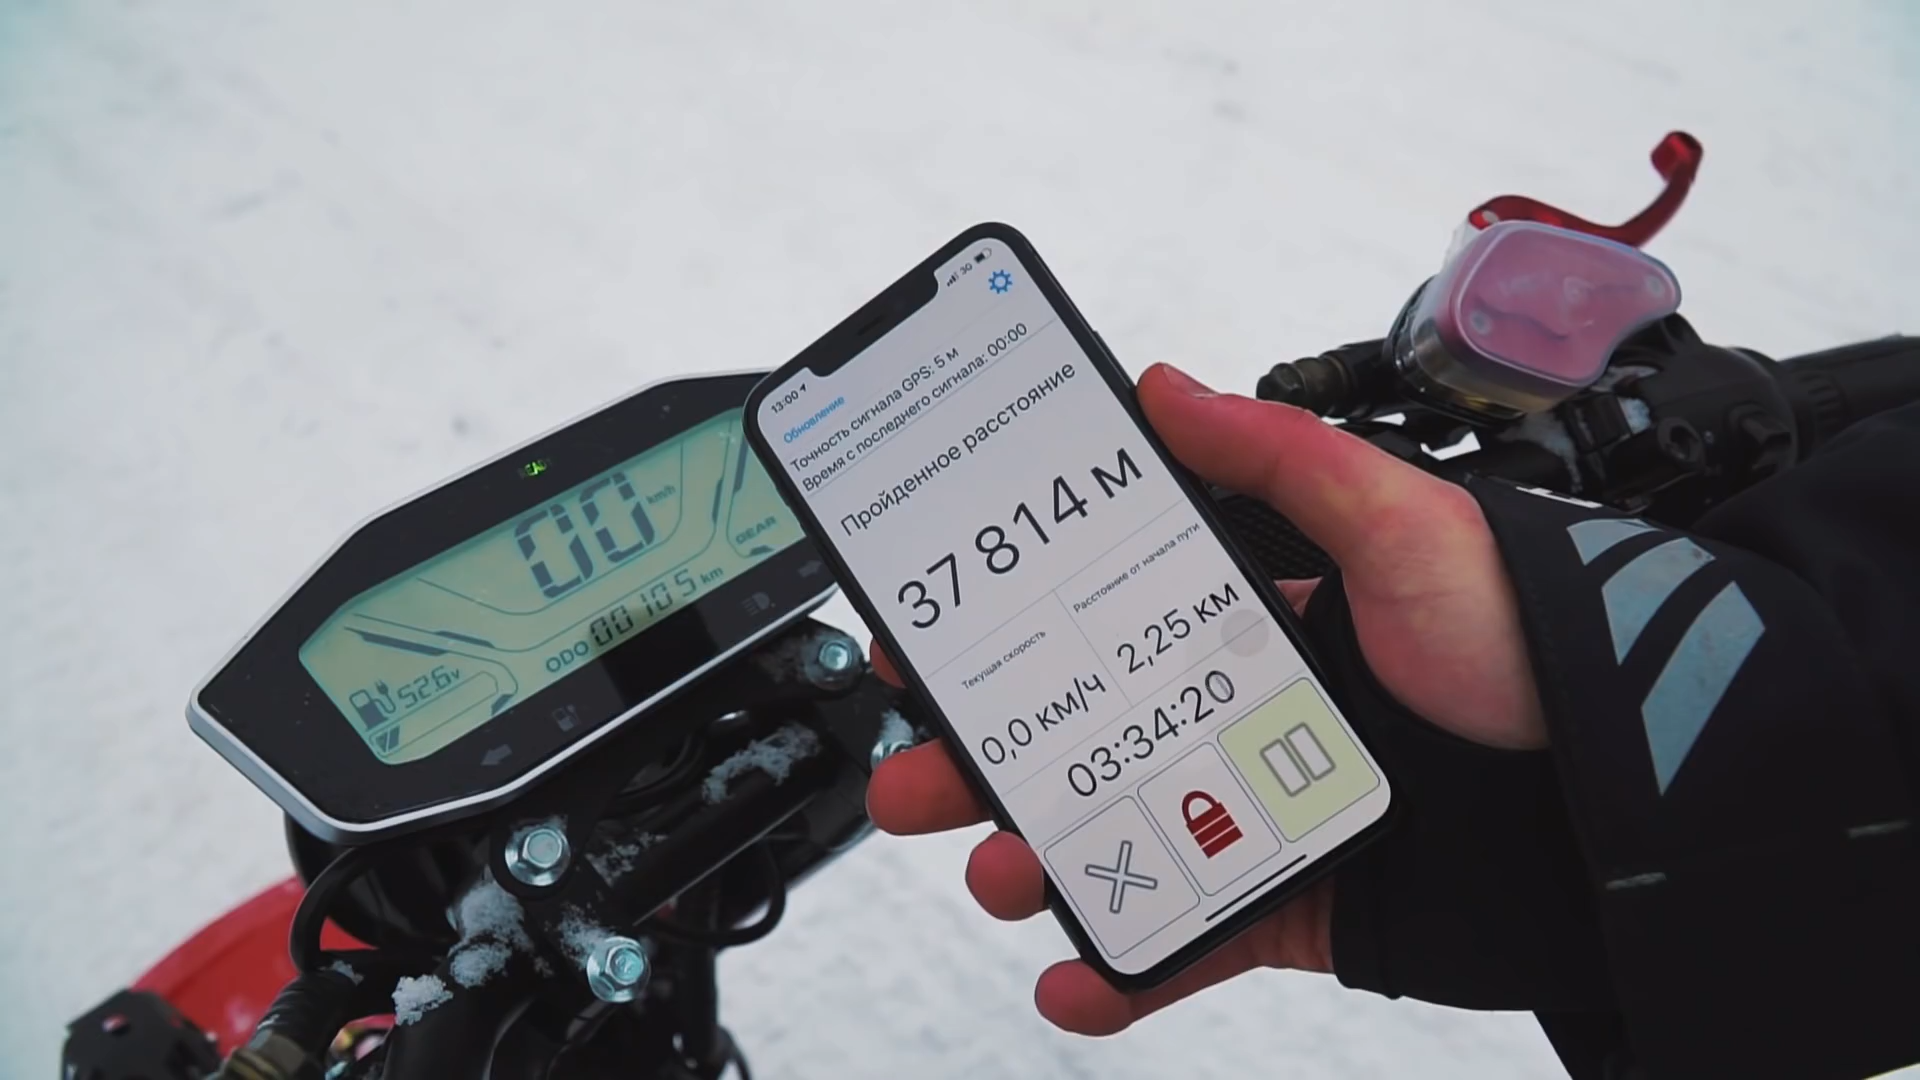 READY
00 km/h
GEAR
ODO 00105 km
52.6v
13:00
3G
Обновление
Точность сигнала GPS: 5 м
Время с последнего сигнала: 00:00
Пройденное расстояние
37 814 м
Текущая скорость
0,0 км/ч
Расстояние от начала пути
2,25 км
03:34:20